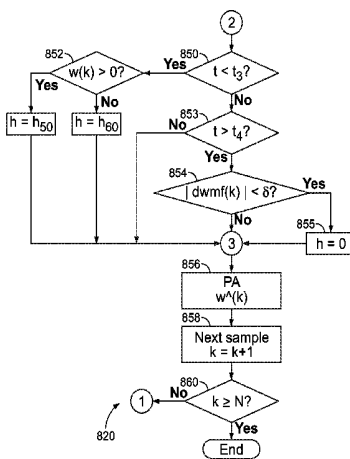 2
852
850
w(k) > 0?
Yes
t < t3?
Yes
No
No
853
h = h50
h = h60
No
t > t4?
Yes
854
| dwmf(k) | < δ?
Yes
No
855
3
h = 0
856
PA
w^(k)
858
Next sample
k = k+1
860
1
No
k ≥ N?
820
Yes
End